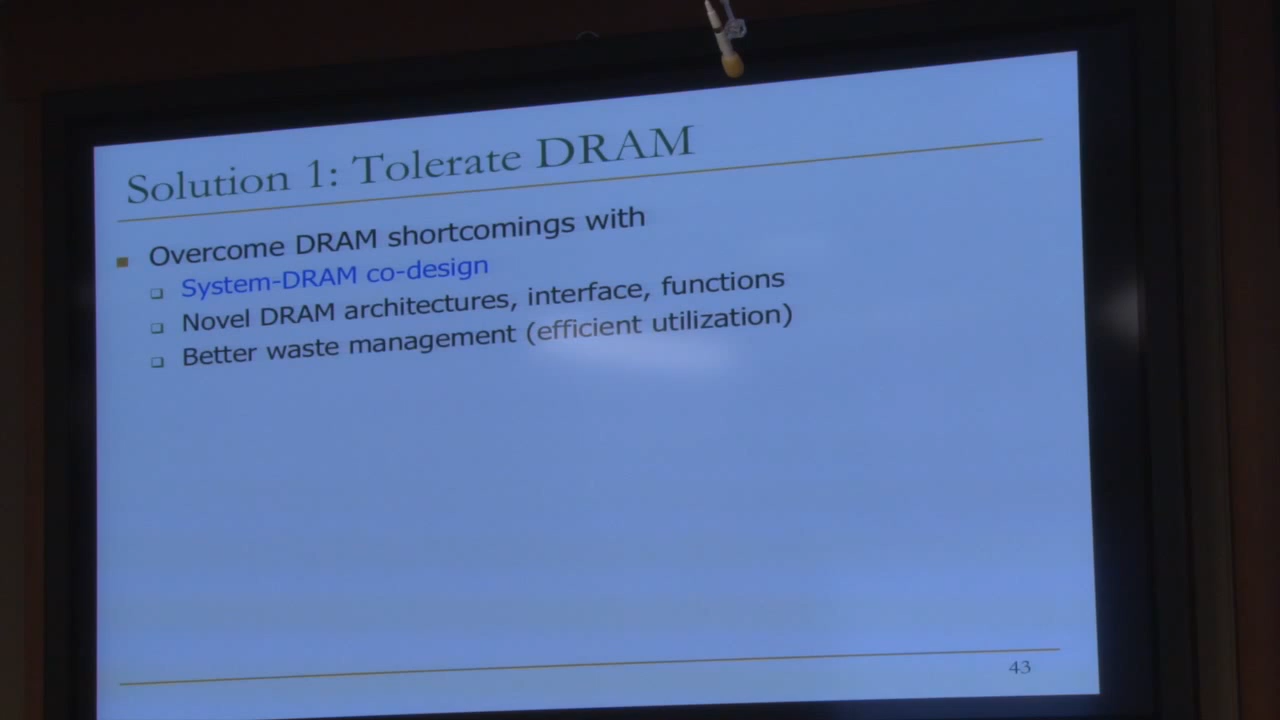 Solution 1: Tolerate DRAM
Overcome DRAM shortcomings with
System-DRAM co-design
Novel DRAM architectures, interface, functions
Better waste management (efficient utilization)
43